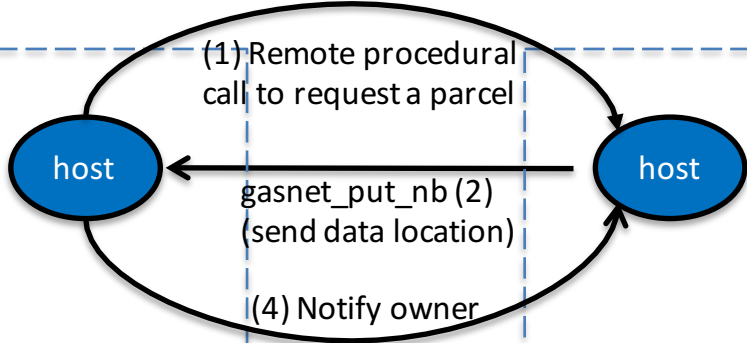 (1) Remote procedural
call to request a parcel
host
host
gasnet_put_nb (2)
(send data location)
(4) Notify owner